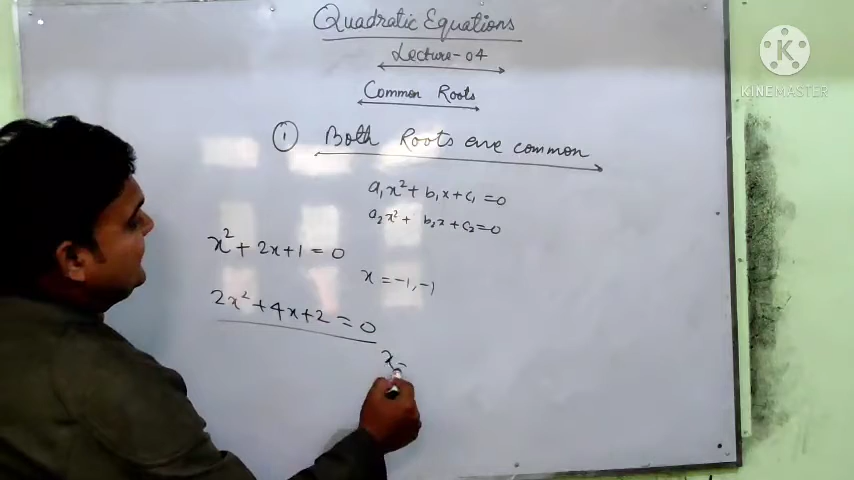 Quadratic Equations
Lecture-04
Common Roots
① Both Roots are common
a₁x² + b₁x + c₁ = 0
a₂x² + b₂x + c₂ = 0
x² + 2x + 1 = 0
x = -1, -1
2x² + 4x + 2 = 0
x =
K
KINEMASTER